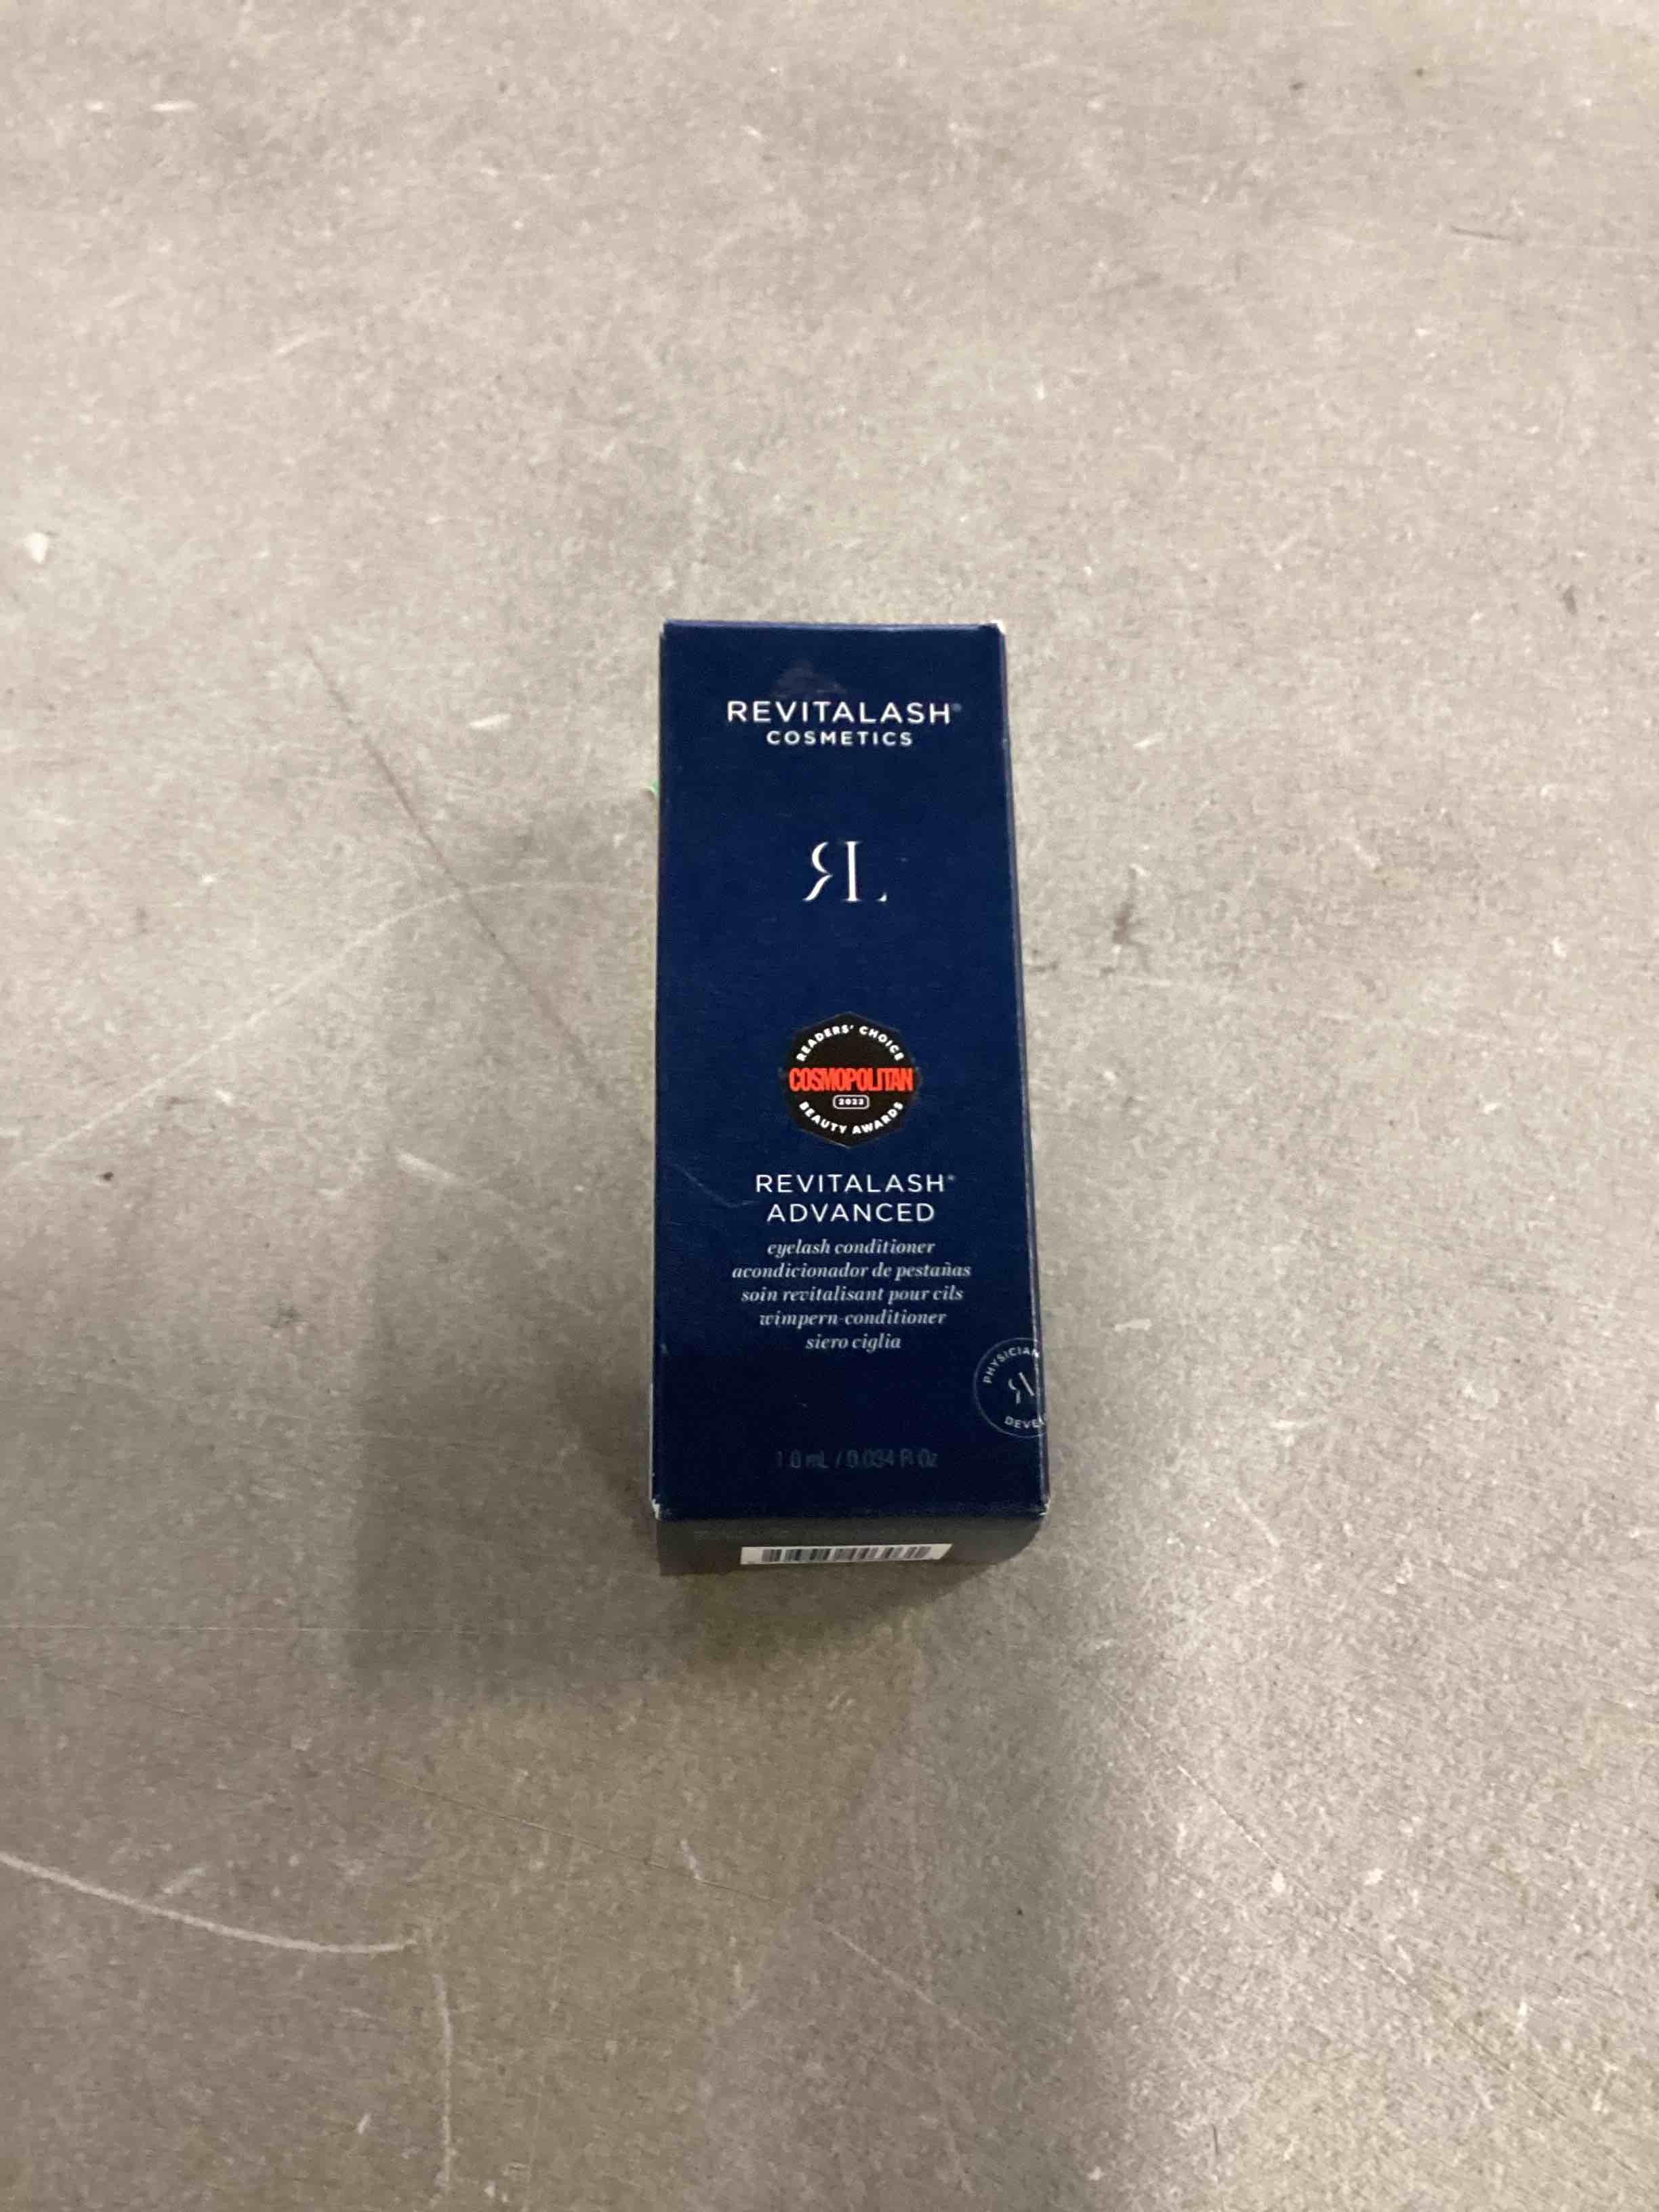 REVITALASH®
COSMETICS
RL
READERS' CHOICE
COSMOPOLITAN
2022
BEAUTY AWARDS
REVITALASH®
ADVANCED
eyelash conditioner
acondicionador de pestañas
soin revitalisant pour cils
wimpern-conditioner
siero ciglia
PHYSICIAN
RL
DEVE
1.0 mL / 0.034 Fl Oz